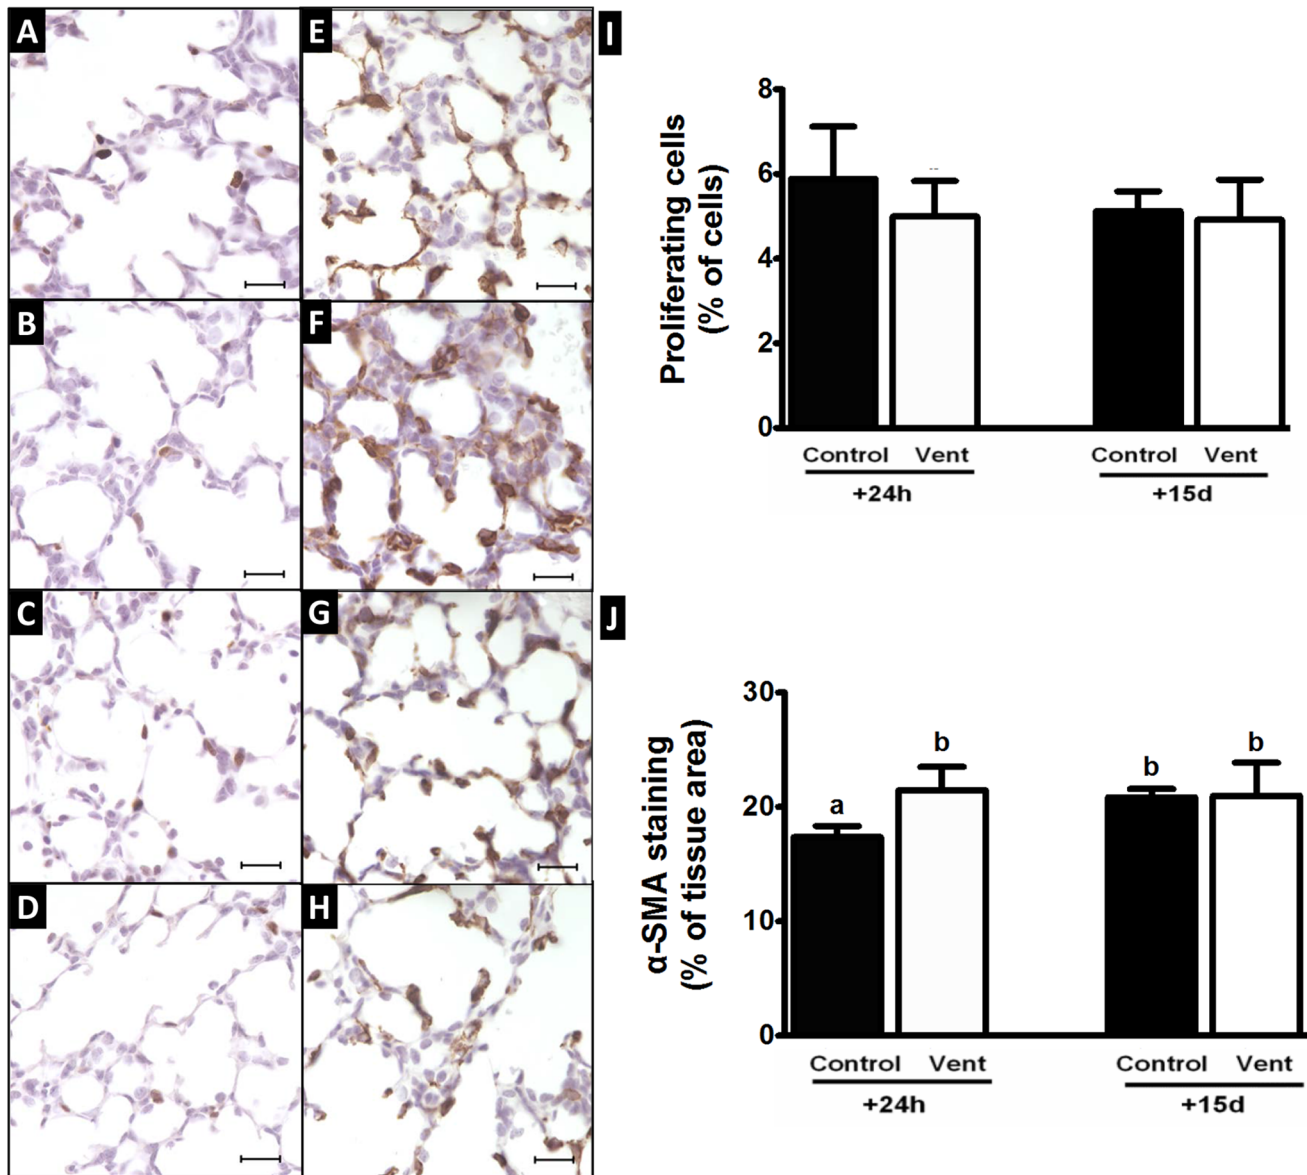 A
E
B
F
C
G
D
H
I
Proliferating cells
(% of cells)
8
6
4
2
0
Control Vent Control Vent
+24h +15d
J
α-SMA staining
(% of tissue area)
30
20
10
0
a b b b
Control Vent Control Vent
+24h +15d